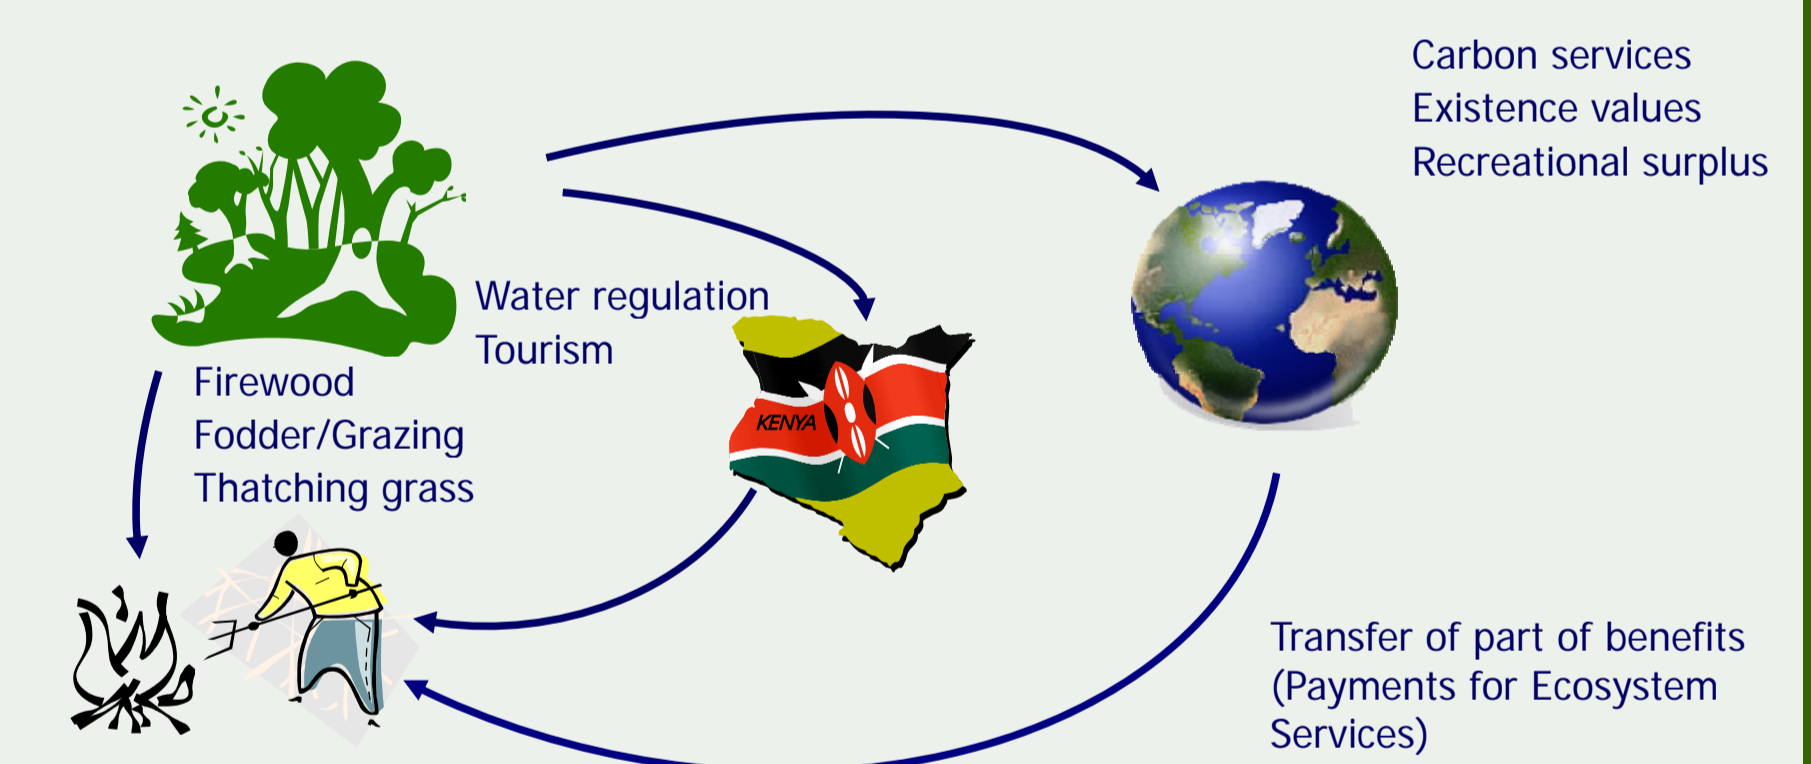 Carbon services
Existence values
Recreational surplus
Water regulation
Tourism
Firewood
Fodder/Grazing
Thatching grass
KENYA
Transfer of part of benefits
(Payments for Ecosystem
Services)